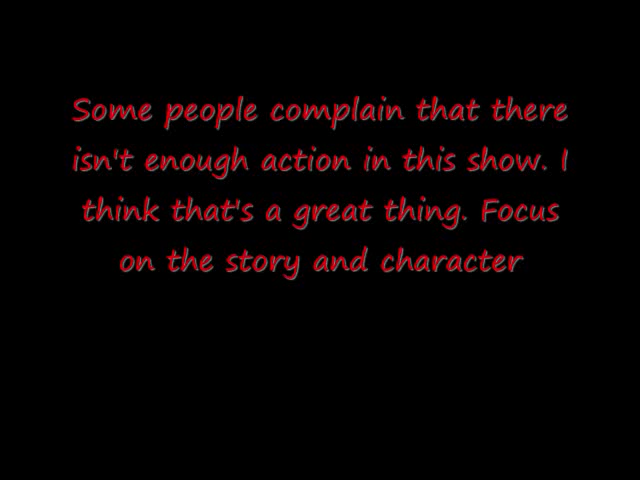 Some people complain that there
isn't enough action in this show. I
think that's a great thing. Focus
on the story and character